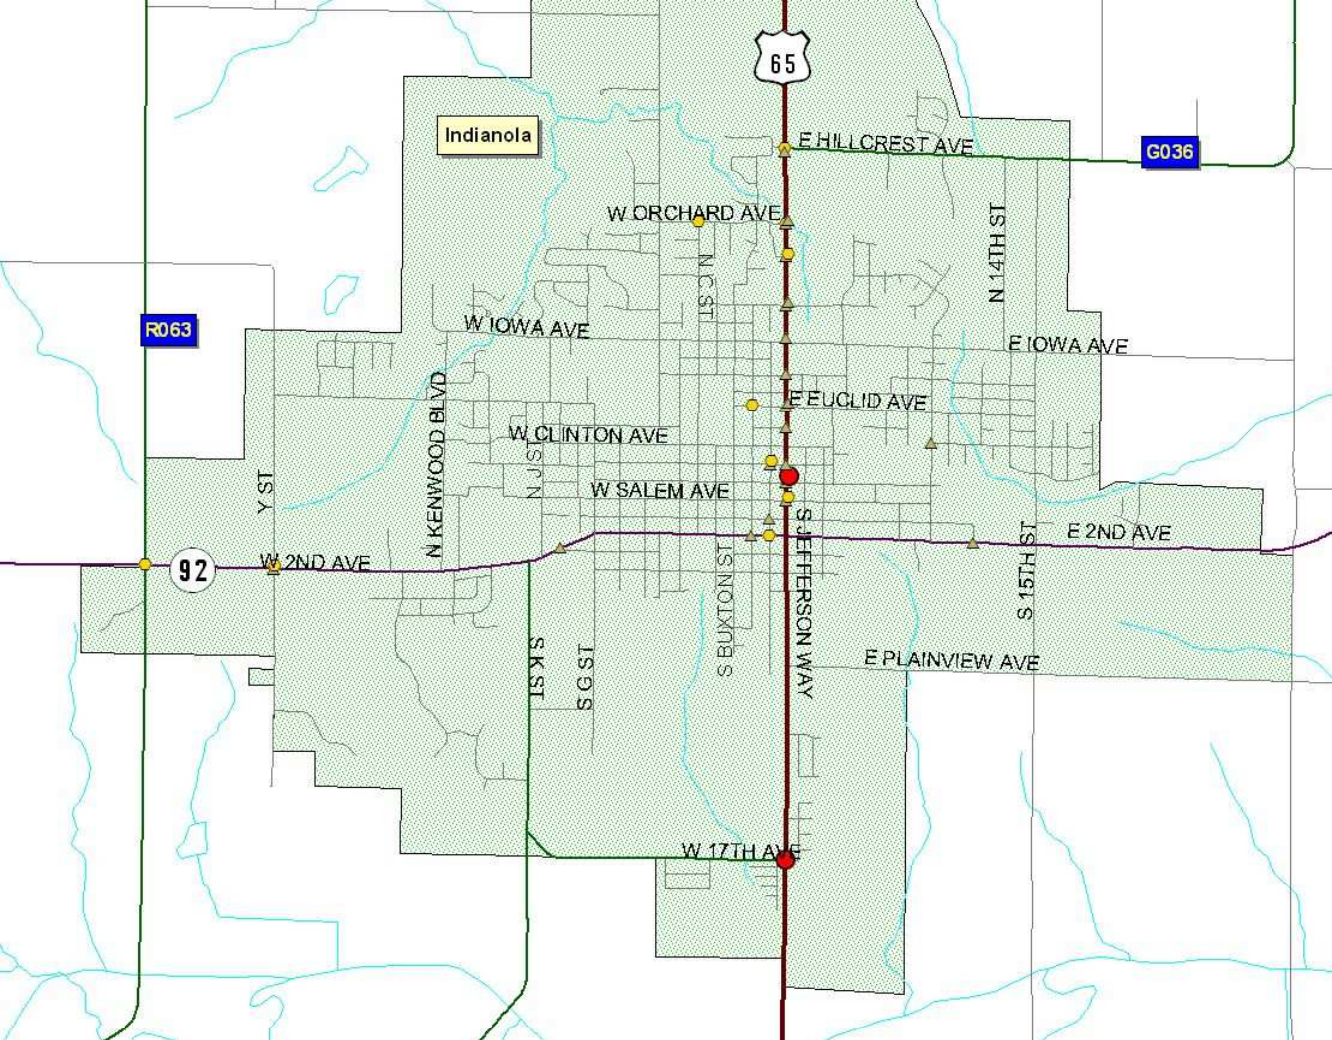 65
Indianola
E HILLCREST AVE
G036
W ORCHARD AVE
N 14TH ST
N C ST
R063
W IOWA AVE
E IOWA AVE
N KENWOOD BLVD
E EUCLID AVE
W CLINTON AVE
N J ST
Y ST
W SALEM AVE
S JEFFERSON WAY
E 2ND AVE
S 15TH ST
92
W 2ND AVE
S BUXTON ST
S K ST
S G ST
E PLAINVIEW AVE
W 17TH AVE